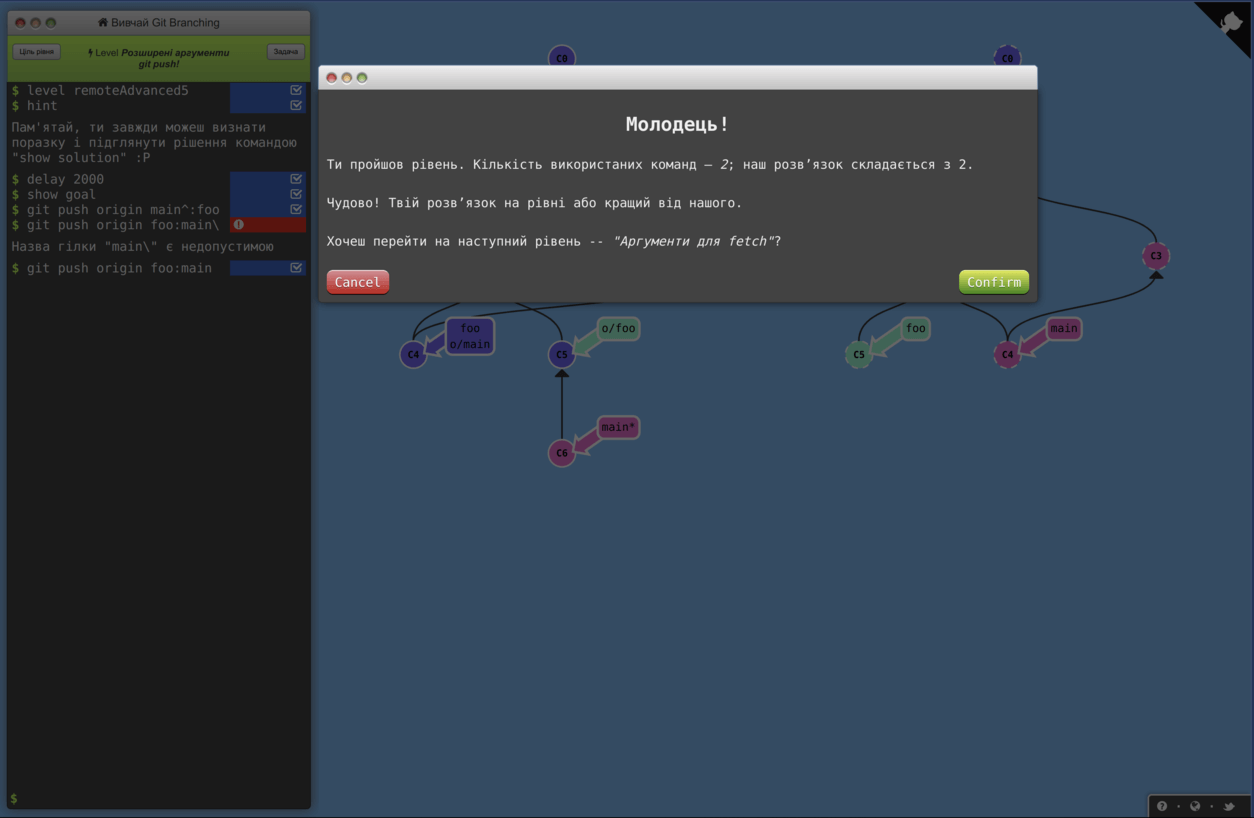 Вивчай Git Branching
Ціль рівня
Level Розширені аргументи
git push!
Задача
$ level remoteAdvanced5
$ hint
Пам'ятай, ти завжди можеш визнати
поразку і підглянути рішення командою
"show solution" :P
$ delay 2000
$ show goal
$ git push origin main^:foo
$ git push origin foo:main\
Назва гілки "main\" є недопустимою
$ git push origin foo:main
$
C0
C0
Молодець!
Ти пройшов рівень. Кількість використаних команд – 2; наш розв’язок складається з 2.
Чудово! Твій розв’язок на рівні або кращий від нашого.
Хочеш перейти на наступний рівень -- "Аргументи для fetch"?
Cancel
Confirm
C3
foo
o/main
C4
o/foo
C5
foo
C5
main
C4
main*
C6